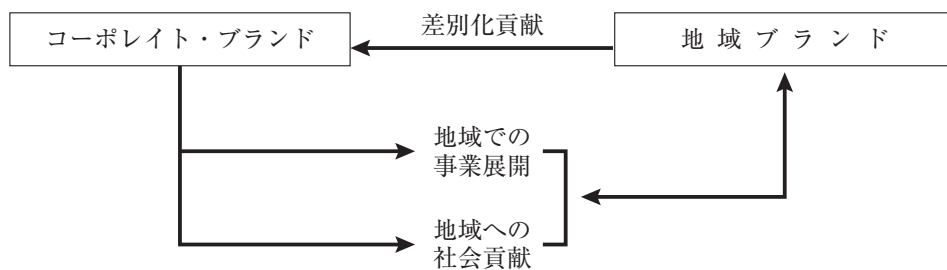 コーポレイト・ブランド
差別化貢献
地域ブランド
地域での
事業展開
地域への
社会貢献